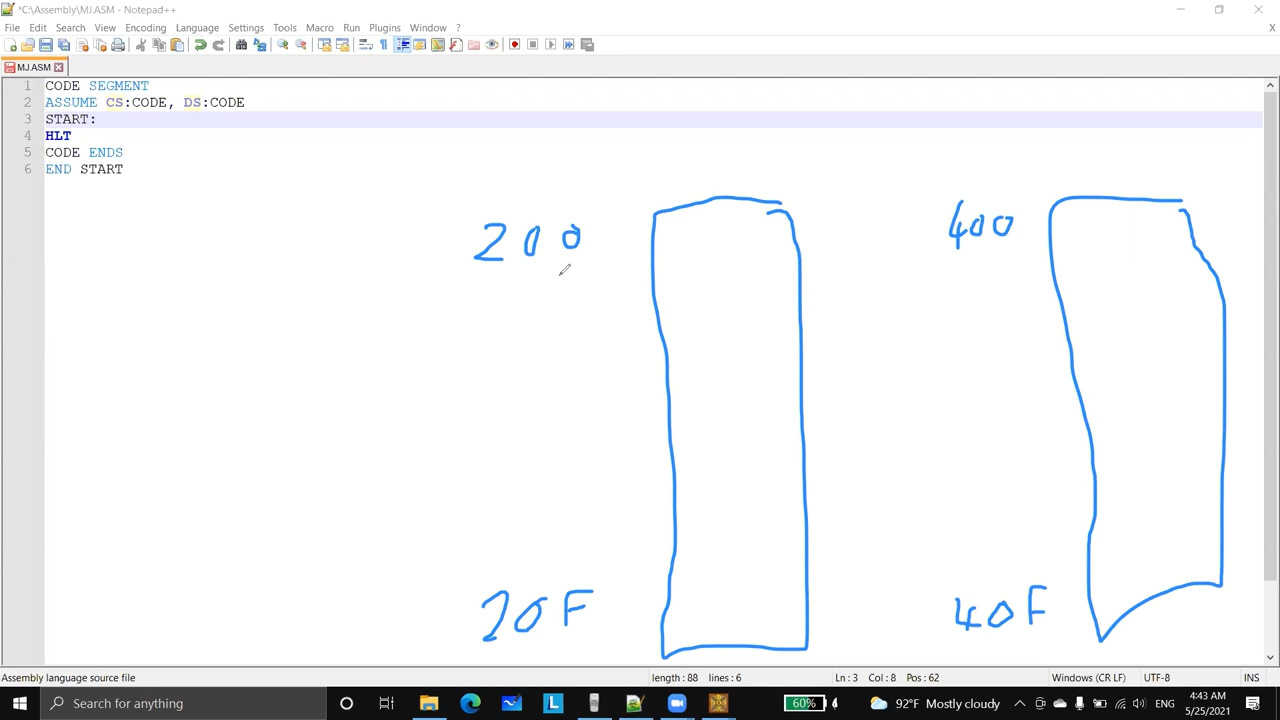 *C:\Assembly\MJ.ASM - Notepad++
File Edit Search View Encoding Language Settings Tools Macro Run Plugins Window ?
X
MJ.ASM
1 CODE SEGMENT
2 ASSUME CS:CODE, DS:CODE
3 START:
4 HLT
5 CODE ENDS
6 END START
200
400
20F
40F
Assembly language source file length : 88 lines : 6 Ln : 3 Col : 8 Pos : 62 Windows (CR LF) UTF-8 INS
Type here to search
60%
92°F Mostly cloudy
ENG
4:43 AM
5/25/2021